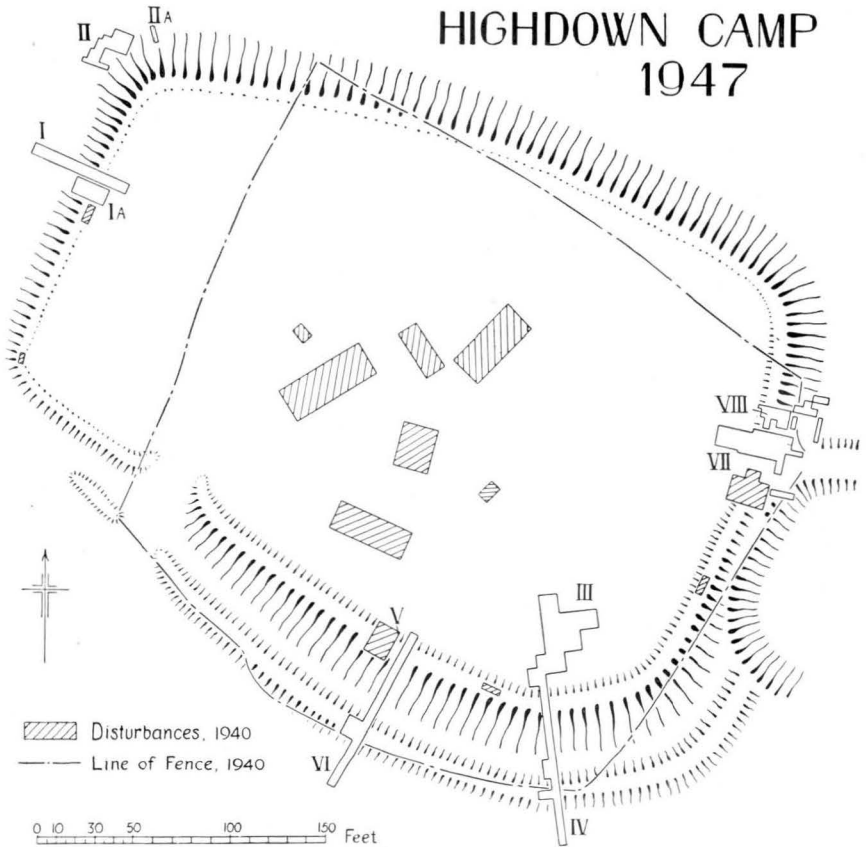 HIGHDOWN CAMP
1947
II
IIA
I
IA
VIII
VII
III
V
VI
IV
Disturbances, 1940
Line of Fence, 1940
0 10 30 50 100 150 Feet